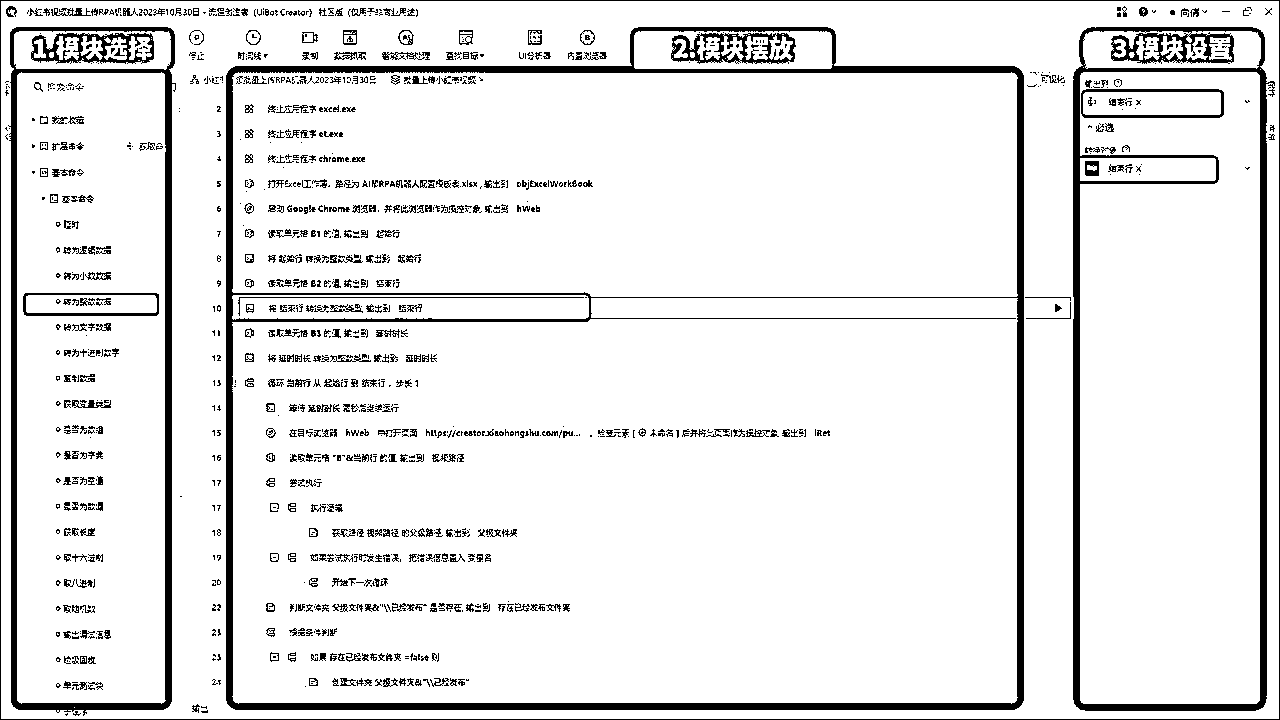 小红书视频批量上传RPA机器人2023年10月30日 - 流程创造者 (UiBot Creator) 社区版 (仅用于非商业用途)
1.模块选择
停止
时间线
录制
数据抓取
智能文档处理
查找目标
UI分析器
内置浏览器
2.模块摆放
3.模块设置
搜索命令
我的收藏
扩展命令 获取命
基本命令
基本命令
延时
转为逻辑数据
转为小数数据
转为整数数据
转为文字数据
转为十进制数字
复制数据
获取变量类型
是否为数组
是否为字典
是否为空值
是否为数值
获取长度
取十六进制
取八进制
取随机数
输出调试信息
垃圾回收
单元测试块
子程序
小红书视频批量上传RPA机器人2023年10月30日 批量上传小红书视频
可视化
2 终止应用程序 excel.exe
3 终止应用程序 et.exe
4 终止应用程序 chrome.exe
5 打开Excel工作簿，路径为 AI帮RPA机器人配置模板表.xlsx，输出到 objExcelWorkBook
6 启动 Google Chrome 浏览器，并将此浏览器作为操控对象, 输出到 hWeb
7 读取单元格 B1 的值, 输出到 起始行
8 将 起始行 转换为整数类型, 输出到 起始行
9 读取单元格 B2 的值, 输出到 结束行
10 将 结束行 转换为整数类型, 输出到 结束行
11 读取单元格 B3 的值, 输出到 延时时长
12 将 延时时长 转换为整数类型, 输出到 延时时长
13 循环 当前行 从 起始行 到 结束行，步长 1
14 等待 延时时长 毫秒后继续运行
15 在目标浏览器 hWeb 中打开页面 https://creator.xiaohongshu.com/pu... ，检查元素 [ 未命名 ] 后并将此页面作为操控对象, 输出到 iRet
16 读取单元格 "B"&当前行 的值, 输出到 视频路径
17 尝试执行
17 执行逻辑
18 获取路径 视频路径 的父级路径, 输出到 父级文件夹
19 如果尝试执行时发生错误，把错误信息置入 变量名
20 开始下一次循环
22 判断文件夹 父级文件夹&"\\已经发布" 是否存在, 输出到 存在已经发布文件夹
23 根据条件判断
23 如果 存在已经发布文件夹 =false 则
24 创建文件夹 父级文件夹&"\\已经发布"
输出
输出到
结束行 X
必选
转换对象
结束行 X